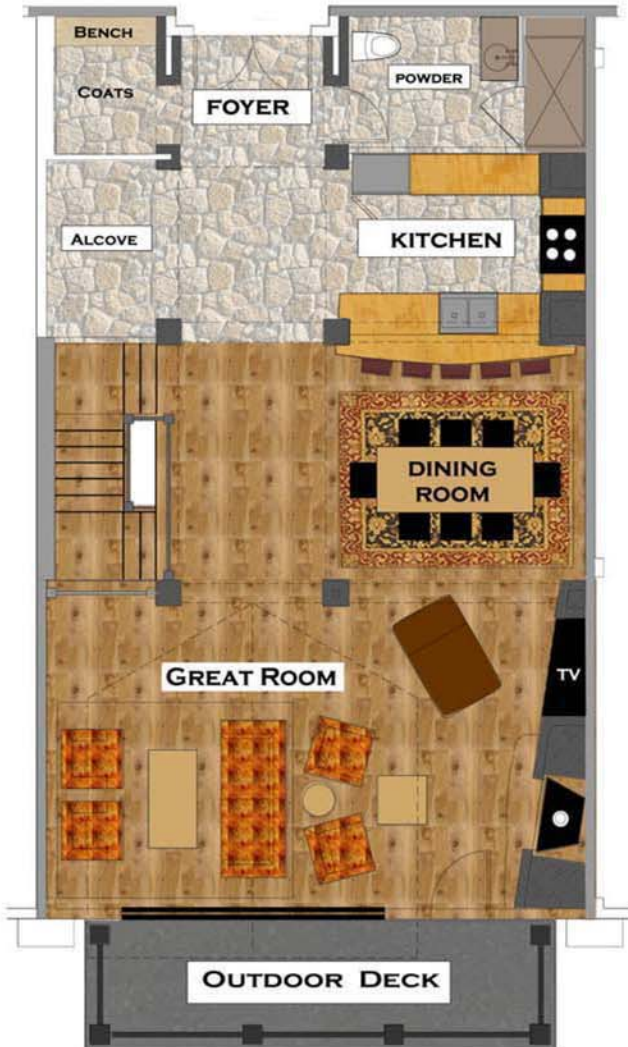 BENCH
COATS
FOYER
POWDER
ALCOVE
KITCHEN
DINING
ROOM
GREAT ROOM
TV
OUTDOOR DECK